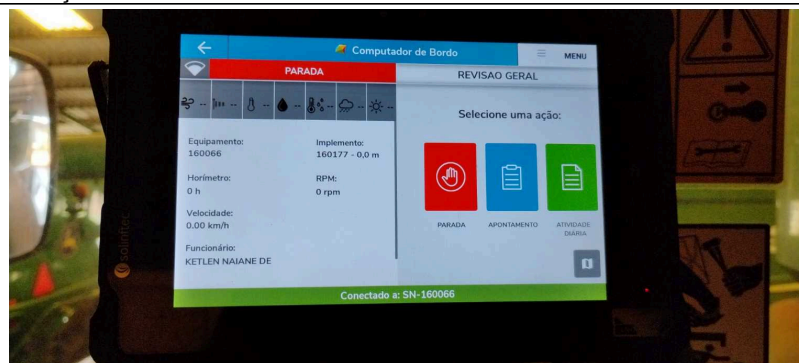 Computador de Bordo
MENU
PARADA
REVISAO GERAL
-- -- -- -- -- -- --
Selecione uma ação:
Equipamento:
160066
Implemento:
160177 - 0,0 m
Horímetro:
0 h
RPM:
0 rpm
Velocidade:
0.00 km/h
Funcionário:
KETLEN NAIANE DE
PARADA
APONTAMENTO
ATIVIDADE
DIÁRIA
Conectado a: SN-160066
solinftec